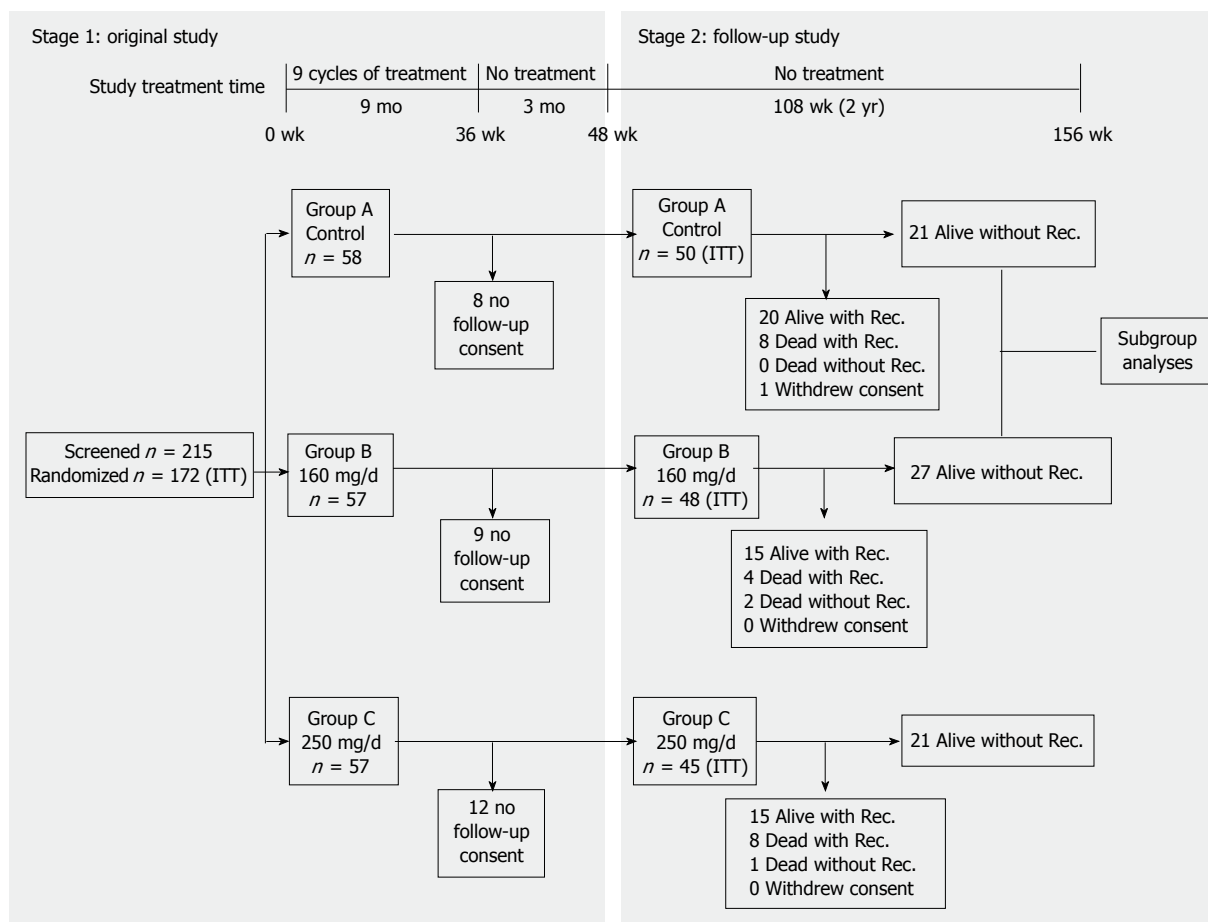 Stage 1: original study
Stage 2: follow-up study
Study treatment time
9 cycles of treatment
No treatment
No treatment
9 mo
3 mo
108 wk (2 yr)
0 wk
36 wk
48 wk
156 wk
Group A
Control
n = 58
8 no
follow-up
consent
Group A
Control
n = 50 (ITT)
21 Alive without Rec.
20 Alive with Rec.
8 Dead with Rec.
0 Dead without Rec.
1 Withdrew consent
Subgroup
analyses
Screened n = 215
Randomized n = 172 (ITT)
Group B
160 mg/d
n = 57
9 no
follow-up
consent
Group B
160 mg/d
n = 48 (ITT)
27 Alive without Rec.
15 Alive with Rec.
4 Dead with Rec.
2 Dead without Rec.
0 Withdrew consent
Group C
250 mg/d
n = 57
12 no
follow-up
consent
Group C
250 mg/d
n = 45 (ITT)
21 Alive without Rec.
15 Alive with Rec.
8 Dead with Rec.
1 Dead without Rec.
0 Withdrew consent